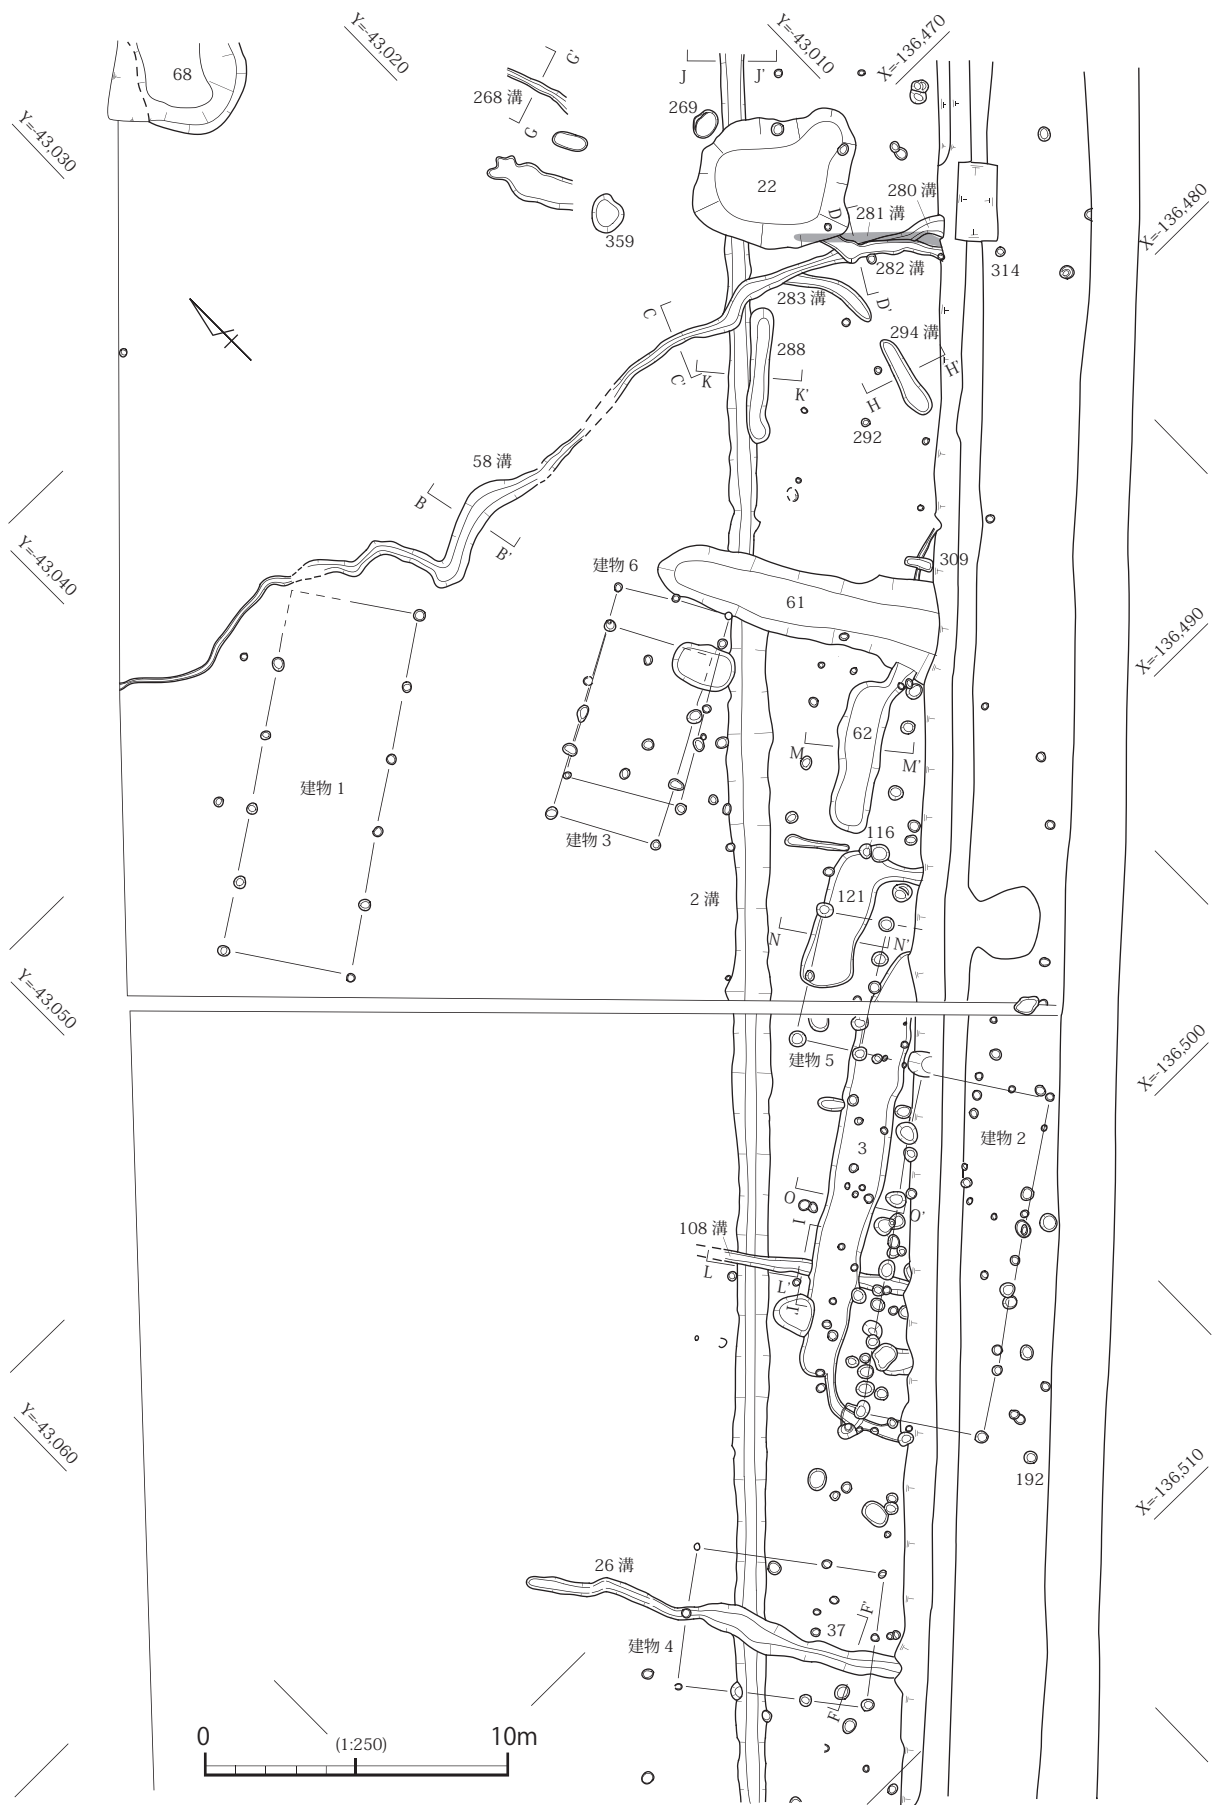 Y=-43,020
Y=-43,010
X=-136,470
68
G'
268 溝
G
J
J'
269
Y=-43,030
22
280 溝
D
281 溝
X=-136,480
359
282 溝
314
283 溝
D'
C
288
294 溝
C'
K
K'
H'
H
292
58 溝
B
B'
Y=-43,040
建物 6
309
61
X=-136,490
62
M
M'
建物 1
建物 3
116
2 溝
121
N
N'
Y=-43,050
建物 5
X=-136,500
3
建物 2
O
O'
I
108 溝
L
L'
I'
Y=-43,060
192
X=-136,510
26 溝
F'
37
建物 4
F
0
(1:250)
10m